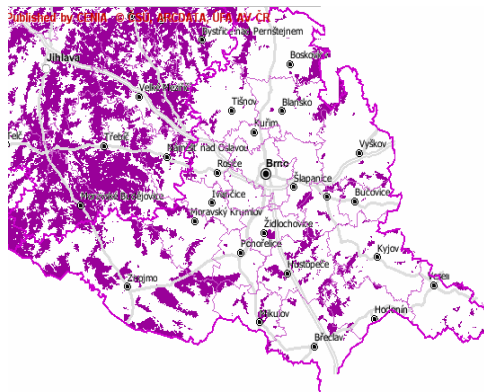 Published by CENIA, © ČSÚ, ARCDATA, ÚFA AV ČR
Bystřice nad Pernštejnem
Boskovice
Jihlava
Velké Meziříčí
Tišnov
Blansko
Kuřim
Telč
Třebíč
Náměšť nad Oslavou
Vyškov
Rosice
Brno
Šlapanice
Moravské Budějovice
Ivančice
Bučovice
Moravský Krumlov
Židlochovice
Pohořelice
Kyjov
Hustopeče
Znojmo
Veselí
Mikulov
Hodonín
Břeclav